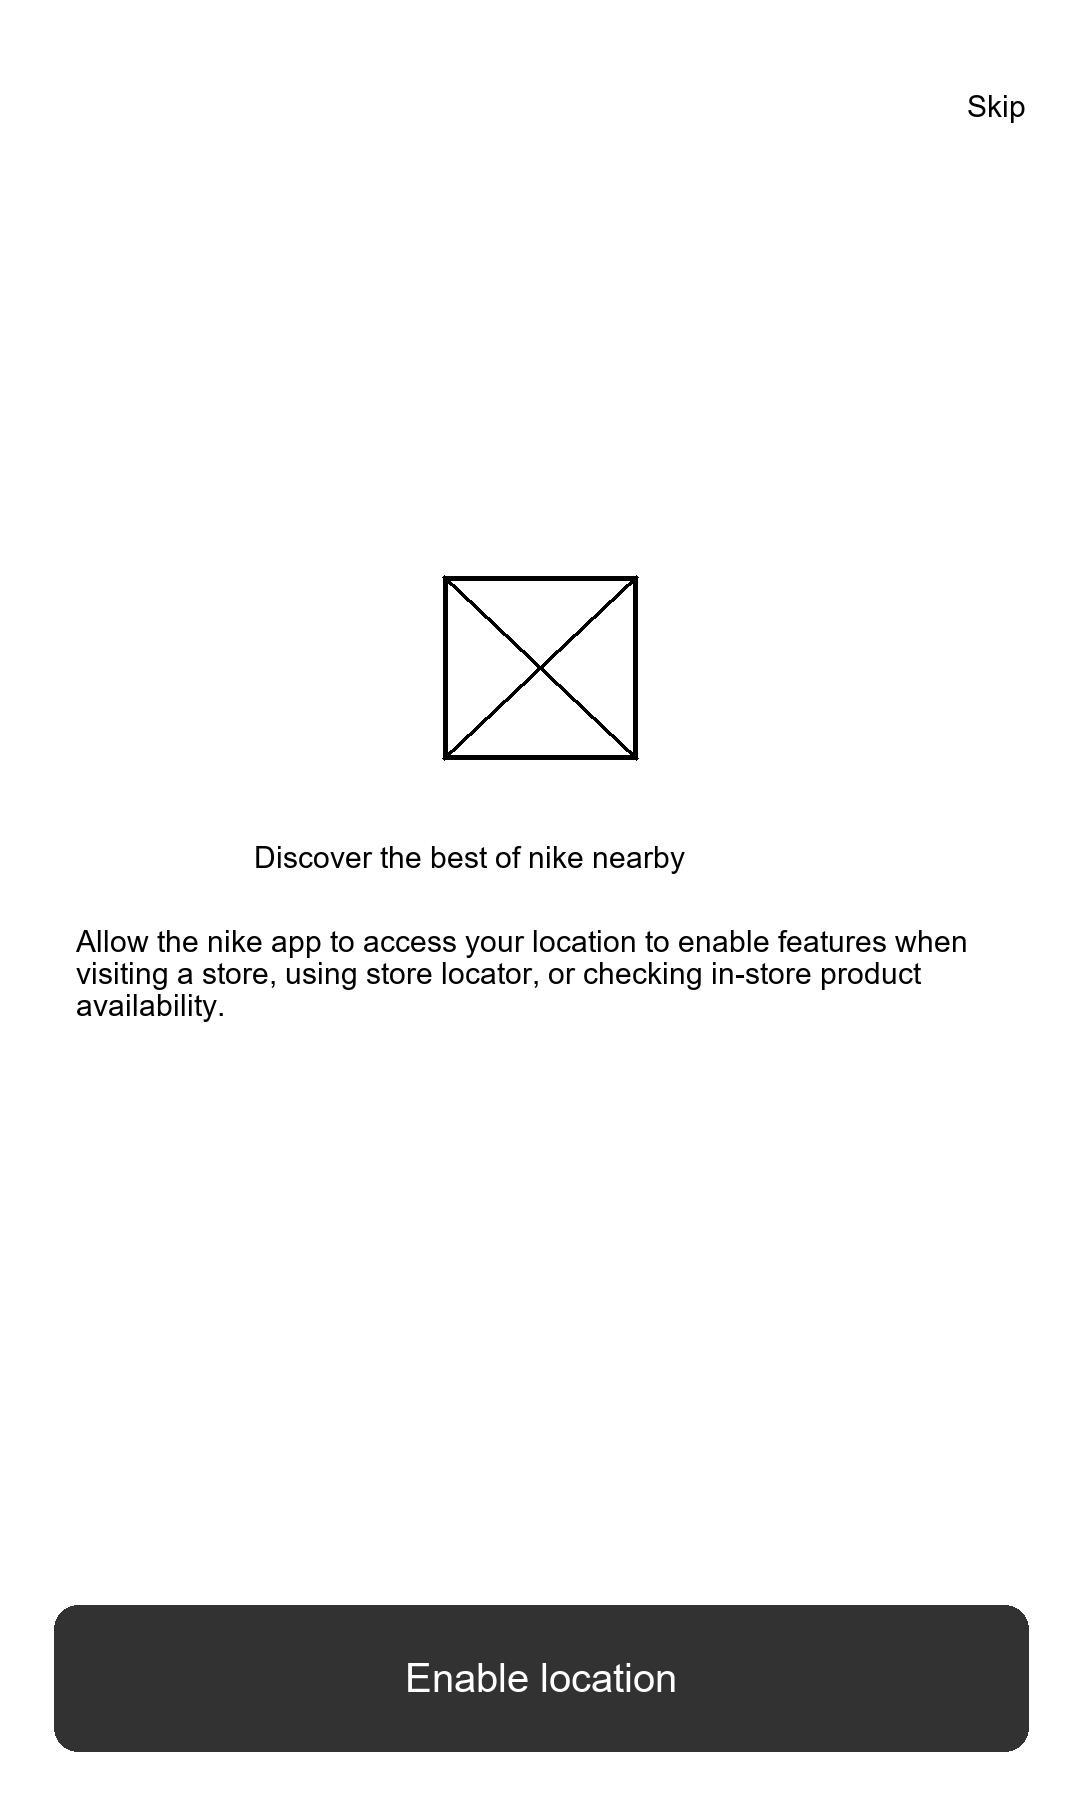 Skip
Discover the best of nike nearby
Allow the nike app to access your location to enable features when
visiting a store, using store locator, or checking in-store product
availability.
Enable location